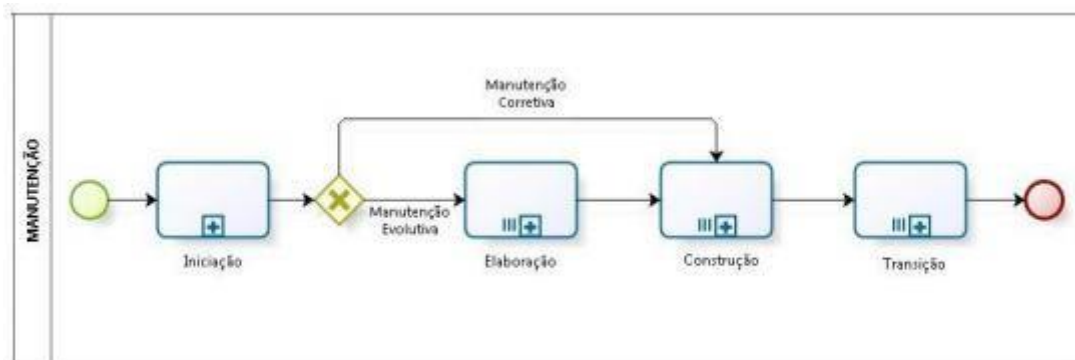 MANUTENÇÃO
Manutenção
Corretiva
Manutenção
Evolutiva
Iniciação
Elaboração
Construção
Transição